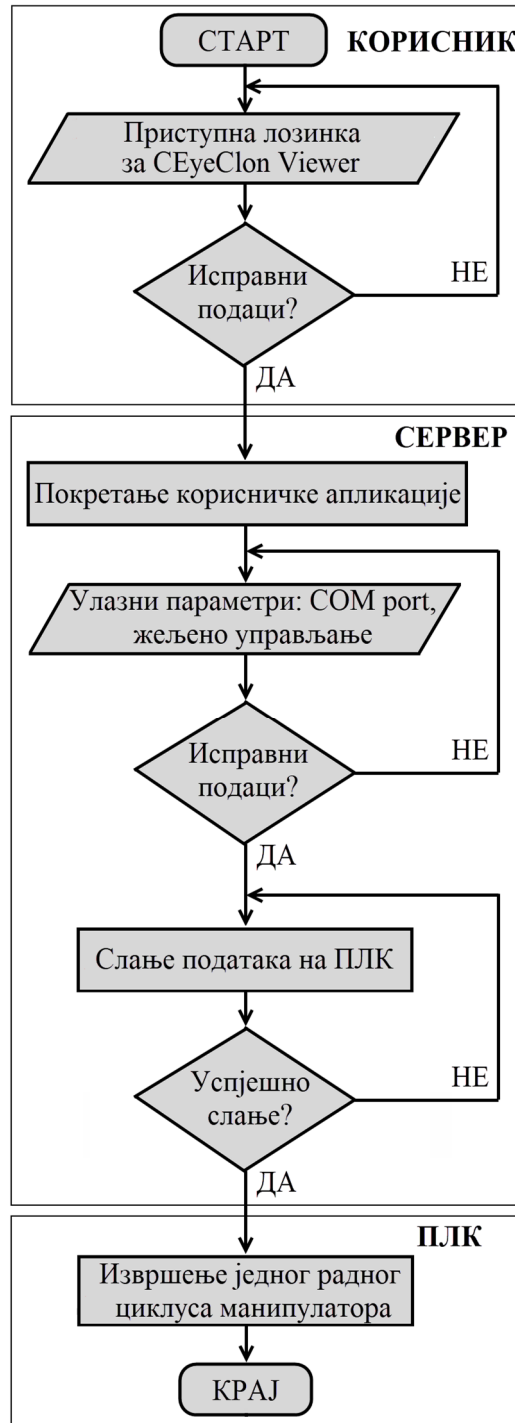 СТАРТ
КОРИСНИК
Приступна лозинка
за CEyeClon Viewer
Исправни
подаци?
НЕ
ДА
СЕРВЕР
Покретање корисничке апликације
Улазни параметри: COM port,
жељено управљање
Исправни
подаци?
НЕ
ДА
Слање података на ПЛК
Успјешно
слање?
НЕ
ДА
ПЛК
Извршење једног радног
циклуса манипулатора
КРАЈ